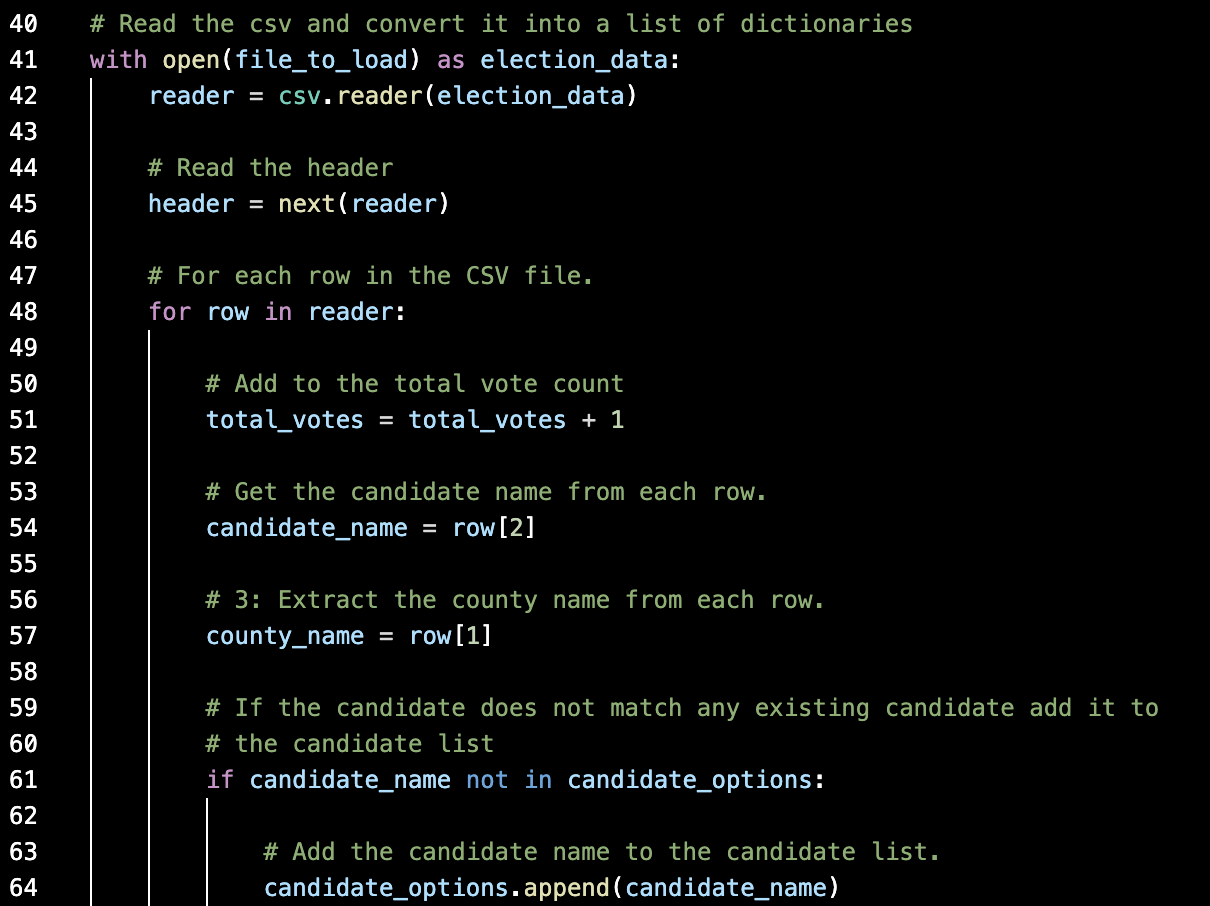 40 # Read the csv and convert it into a list of dictionaries
41 with open(file_to_load) as election_data:
42     reader = csv.reader(election_data)
43
44     # Read the header
45     header = next(reader)
46
47     # For each row in the CSV file.
48     for row in reader:
49
50         # Add to the total vote count
51         total_votes = total_votes + 1
52
53         # Get the candidate name from each row.
54         candidate_name = row[2]
55
56         # 3: Extract the county name from each row.
57         county_name = row[1]
58
59         # If the candidate does not match any existing candidate add it to
60         # the candidate list
61         if candidate_name not in candidate_options:
62
63             # Add the candidate name to the candidate list.
64             candidate_options.append(candidate_name)